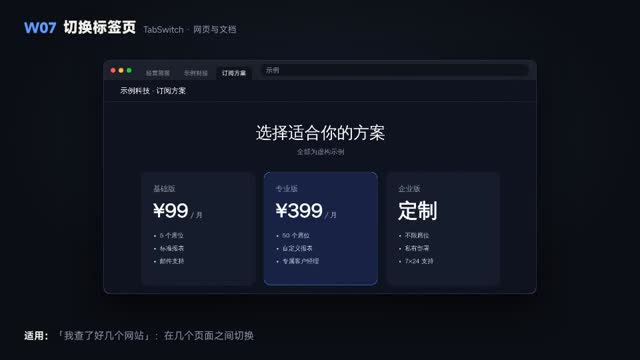 W07 切换标签页 TabSwitch · 网页与文档
经营周报 示例财经 订阅方案 示例
示例科技 · 订阅方案
选择适合你的方案
全部为虚构示例
基础版 专业版 企业版
¥99 / 月 ¥399 / 月 定制
• 5 个席位 • 50 个席位 • 不限席位
• 标准报表 • 自定义报表 • 私有部署
• 邮件支持 • 专属客户经理 • 7×24 支持
适用：「我查了好几个网站」：在几个页面之间切换